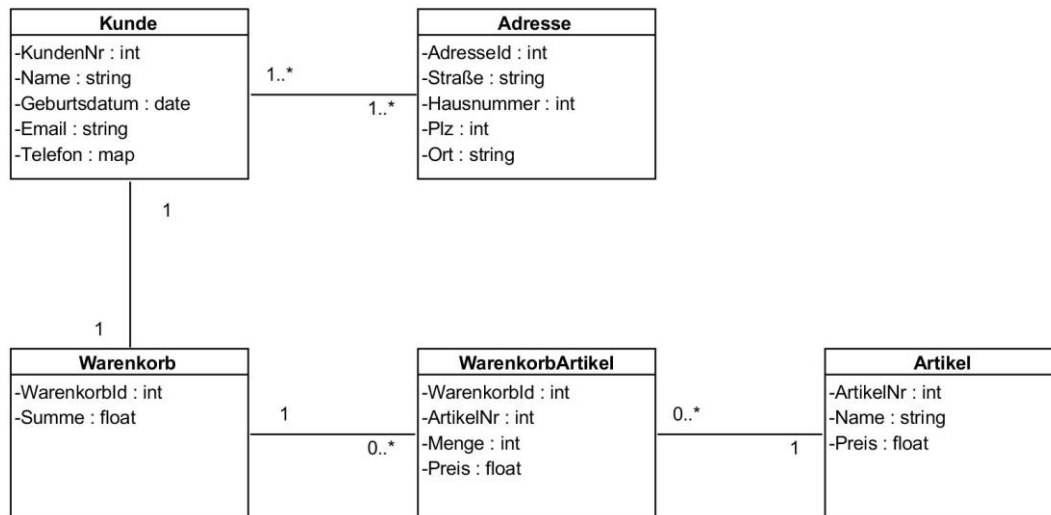 Kunde
-KundenNr : int
-Name : string
-Geburtsdatum : date
-Email : string
-Telefon : map
1..*
1..*
Adresse
-AdresseId : int
-Straße : string
-Hausnummer : int
-Plz : int
-Ort : string
1
1
Warenkorb
-WarenkorbId : int
-Summe : float
1
0..*
WarenkorbArtikel
-WarenkorbId : int
-ArtikelNr : int
-Menge : int
-Preis : float
0..*
1
Artikel
-ArtikelNr : int
-Name : string
-Preis : float